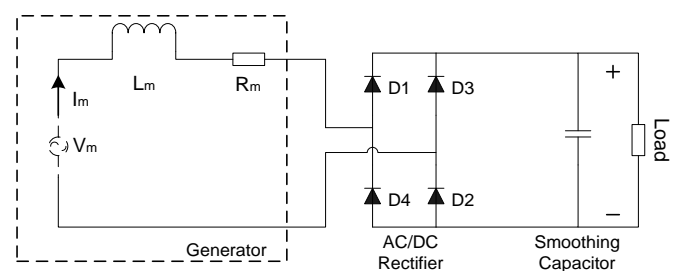 Lm
Rm
Im
Vm
Generator
D1
D3
D4
D2
AC/DC
Rectifier
Smoothing
Capacitor
+
Load
–